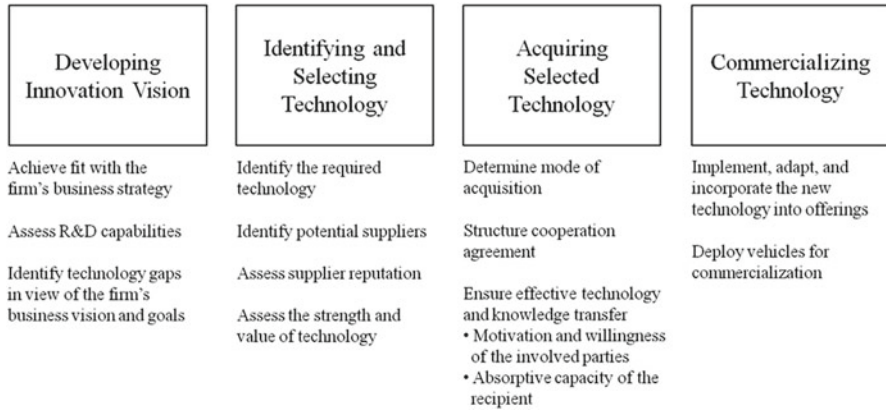 Developing
Innovation Vision
Achieve fit with the
firm's business strategy
Assess R&D capabilities
Identify technology gaps
in view of the firm's
business vision and goals
Identifying and
Selecting
Technology
Identify the required
technology
Identify potential suppliers
Assess supplier reputation
Assess the strength and
value of technology
Acquiring
Selected
Technology
Determine mode of
acquisition
Structure cooperation
agreement
Ensure effective technology
and knowledge transfer
• Motivation and willingness
of the involved parties
• Absorptive capacity of the
recipient
Commercializing
Technology
Implement, adapt, and
incorporate the new
technology into offerings
Deploy vehicles for
commercialization